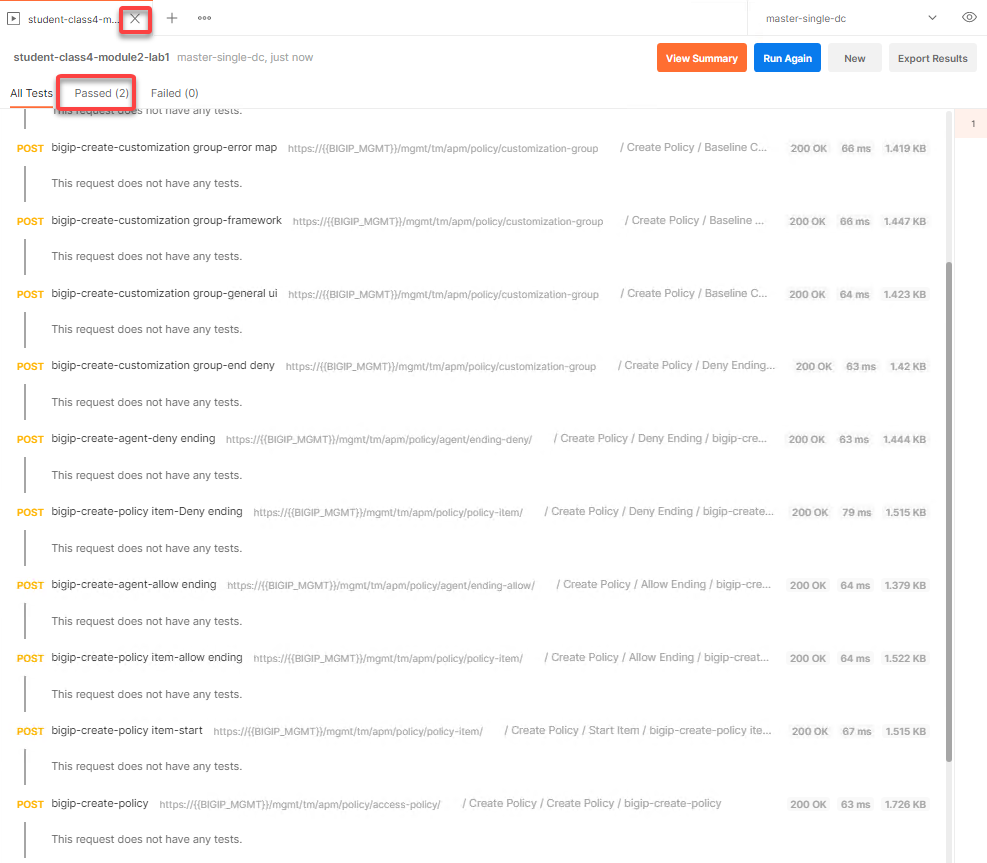 student-class4-m... master-single-dc
student-class4-module2-lab1 master-single-dc, just now View Summary Run Again New Export Results
All Tests Passed (2) Failed (0)
This request does not have any tests.
1
POST bigip-create-customization group-error map https://{{BIGIP_MGMT}}/mgmt/tm/apm/policy/customization-group / Create Policy / Baseline C... 200 OK 66 ms 1.419 KB
This request does not have any tests.
POST bigip-create-customization group-framework https://{{BIGIP_MGMT}}/mgmt/tm/apm/policy/customization-group / Create Policy / Baseline ... 200 OK 66 ms 1.447 KB
This request does not have any tests.
POST bigip-create-customization group-general ui https://{{BIGIP_MGMT}}/mgmt/tm/apm/policy/customization-group / Create Policy / Baseline C... 200 OK 64 ms 1.423 KB
This request does not have any tests.
POST bigip-create-customization group-end deny https://{{BIGIP_MGMT}}/mgmt/tm/apm/policy/customization-group / Create Policy / Deny Ending... 200 OK 63 ms 1.42 KB
This request does not have any tests.
POST bigip-create-agent-deny ending https://{{BIGIP_MGMT}}/mgmt/tm/apm/policy/agent/ending-deny/ / Create Policy / Deny Ending / bigip-cre... 200 OK 63 ms 1.444 KB
This request does not have any tests.
POST bigip-create-policy item-Deny ending https://{{BIGIP_MGMT}}/mgmt/tm/apm/policy/policy-item/ / Create Policy / Deny Ending / bigip-create... 200 OK 79 ms 1.515 KB
This request does not have any tests.
POST bigip-create-agent-allow ending https://{{BIGIP_MGMT}}/mgmt/tm/apm/policy/agent/ending-allow/ / Create Policy / Allow Ending / bigip-cre... 200 OK 64 ms 1.379 KB
This request does not have any tests.
POST bigip-create-policy item-allow ending https://{{BIGIP_MGMT}}/mgmt/tm/apm/policy/policy-item/ / Create Policy / Allow Ending / bigip-creat... 200 OK 64 ms 1.522 KB
This request does not have any tests.
POST bigip-create-policy item-start https://{{BIGIP_MGMT}}/mgmt/tm/apm/policy/policy-item/ / Create Policy / Start Item / bigip-create-policy ite... 200 OK 67 ms 1.515 KB
This request does not have any tests.
POST bigip-create-policy https://{{BIGIP_MGMT}}/mgmt/tm/apm/policy/access-policy/ / Create Policy / Create Policy / bigip-create-policy 200 OK 63 ms 1.726 KB
This request does not have any tests.